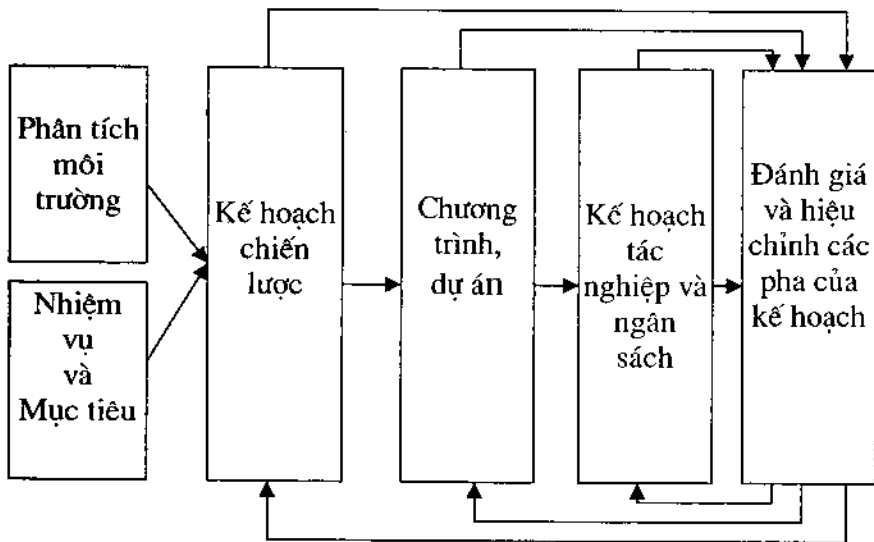 Phân tích
môi
trường
Nhiệm
vụ
và
Mục tiêu
Kế hoạch
chiến
lược
Chương
trình,
dự án
Kế hoạch
tác
nghiệp và
ngân
sách
Đánh giá
và hiệu
chỉnh các
pha của
kế hoạch